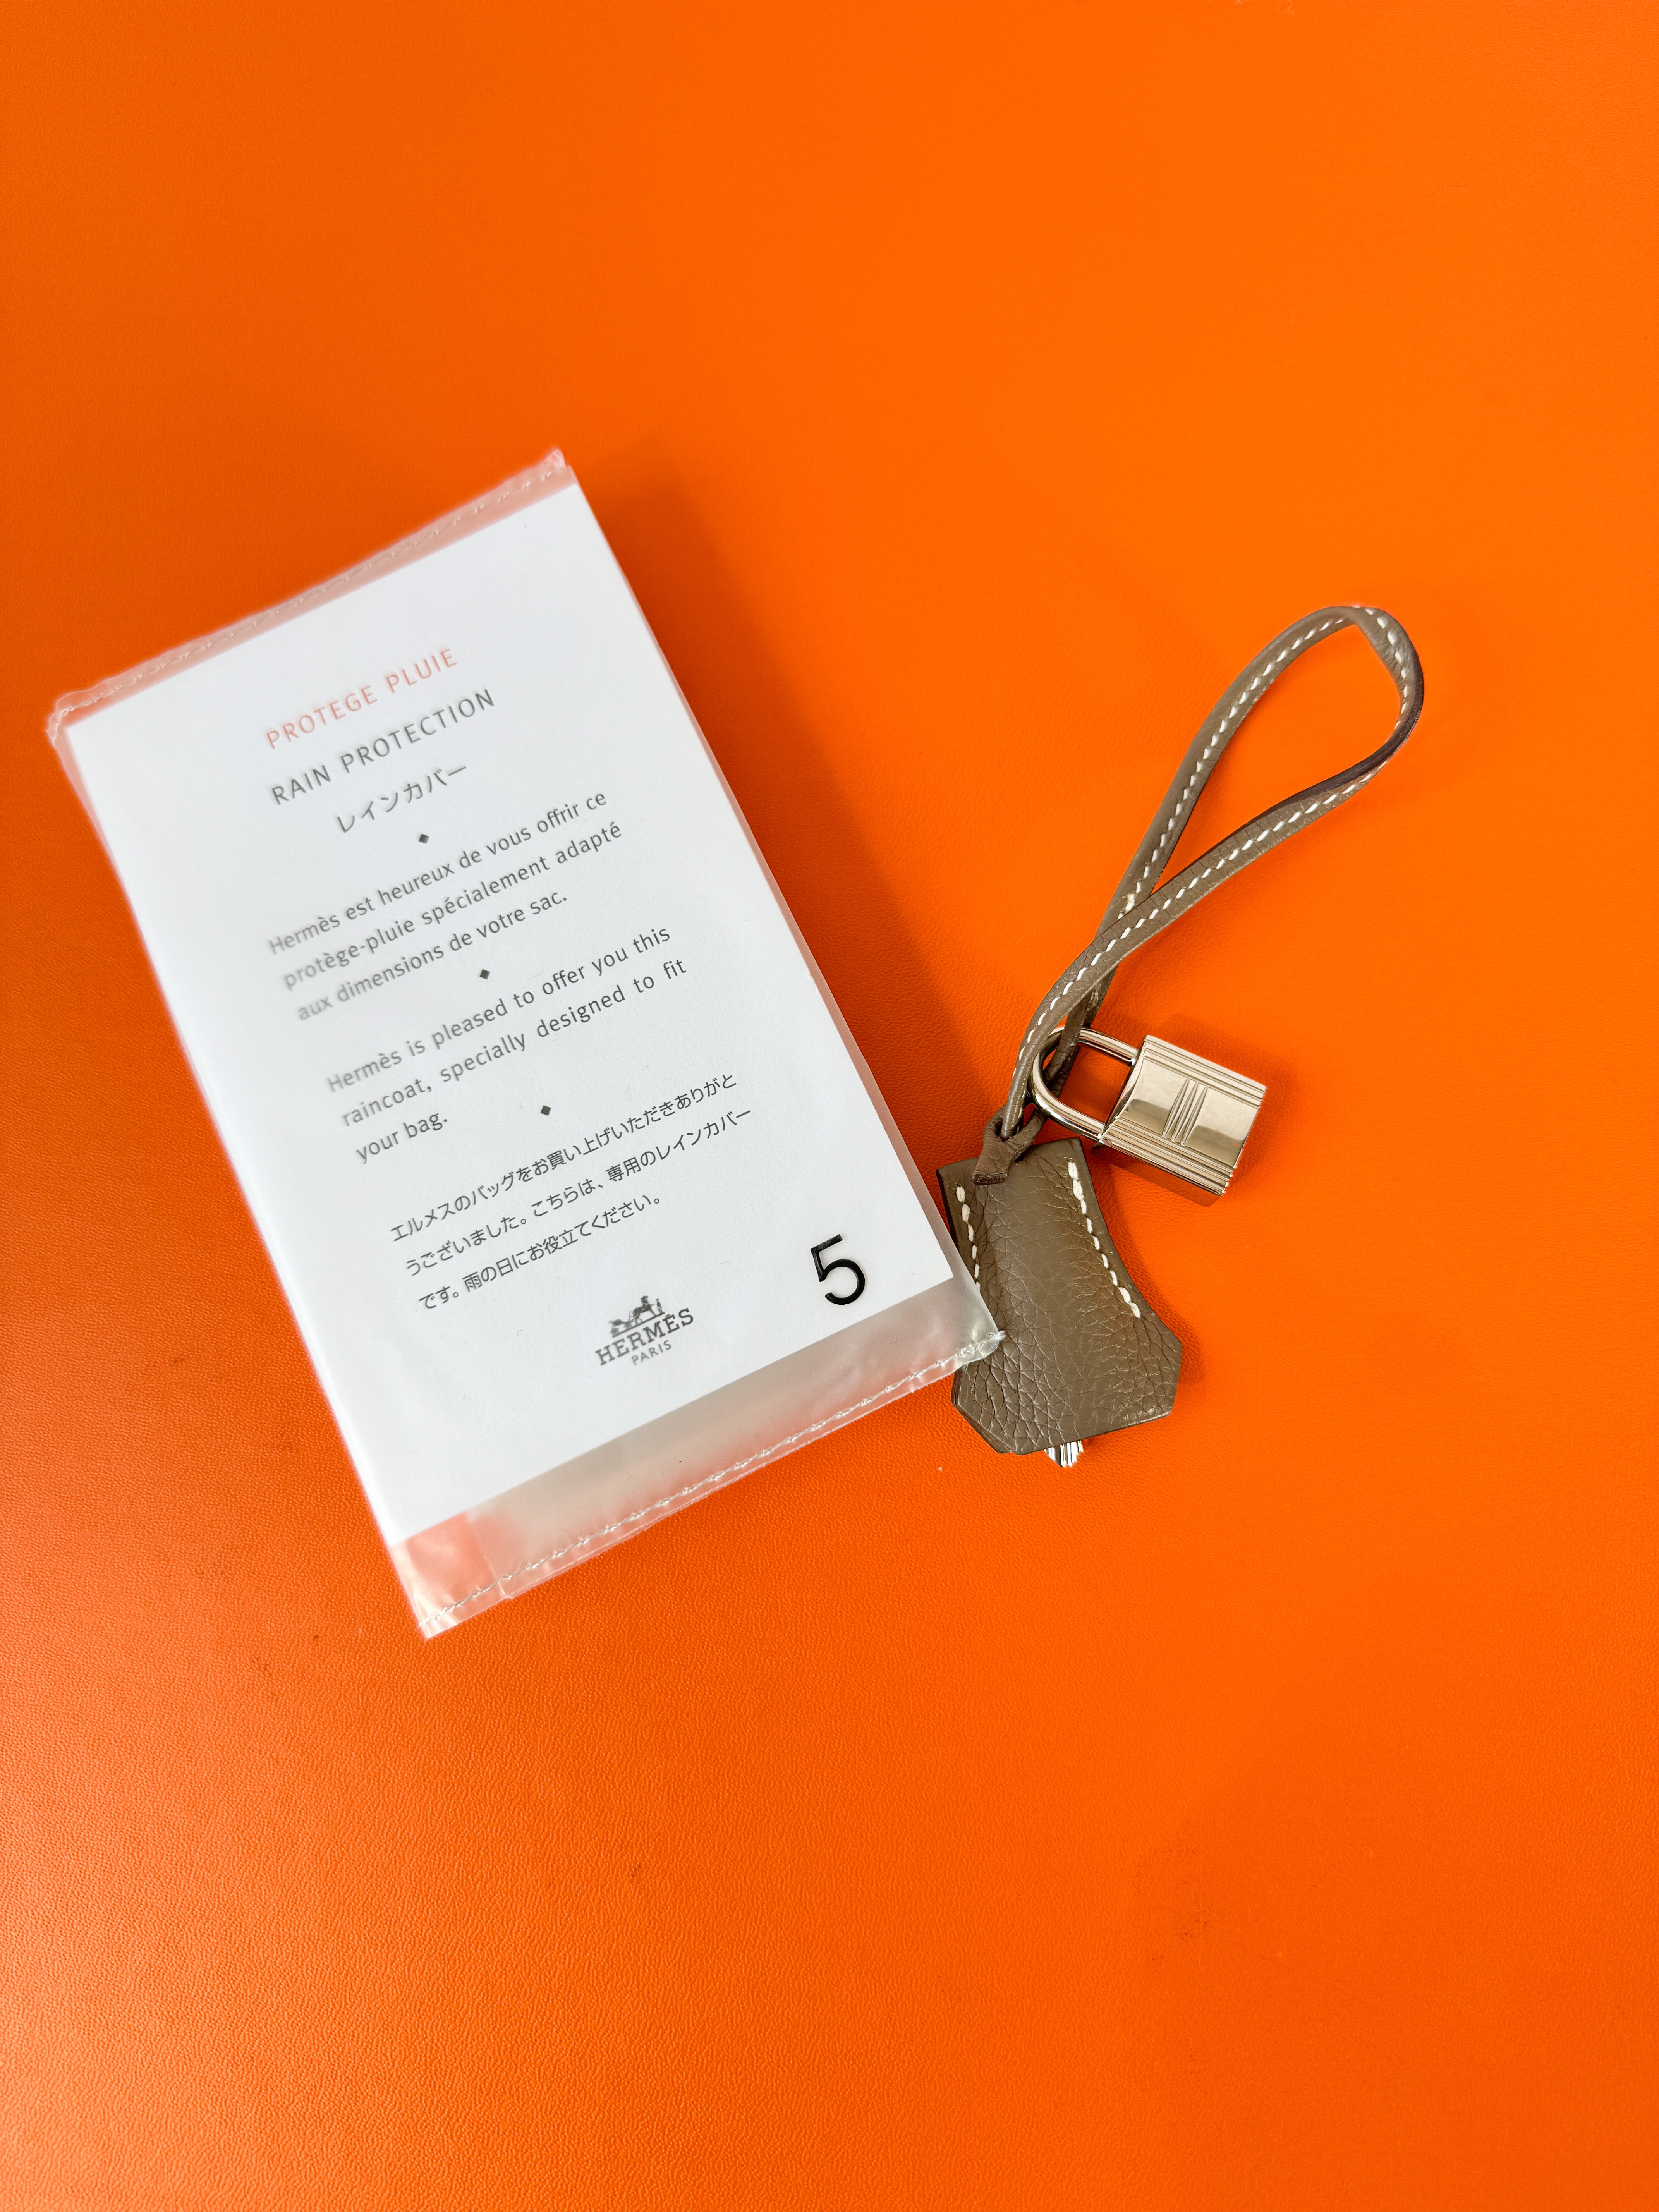 PROTEGE PLUIE
RAIN PROTECTION
レインカバー
Hermès est heureux de vous offrir ce
protège-pluie spécialement adapté
aux dimensions de votre sac.
Hermès is pleased to offer you this
raincoat, specially designed to fit
your bag.
エルメスのバッグをお買い上げいただきありがと
うございました。こちらは、専用のレインカバー
です。雨の日にお役立てください。
HERMÈS
PARIS
5